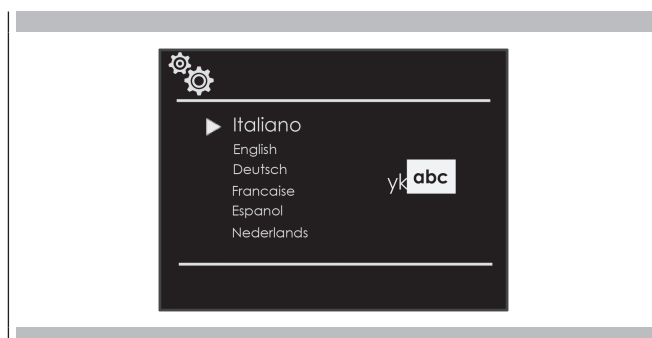 Italiano
English
Deutsch
Francaise
Espanol
Nederlands
yk abc